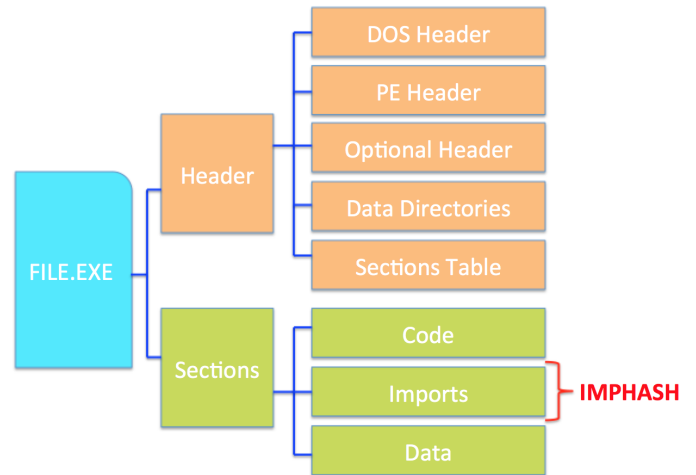 DOS Header
PE Header
Optional Header
Data Directories
Sections Table
Header
FILE.EXE
Sections
Code
Imports
Data
IMPHASH